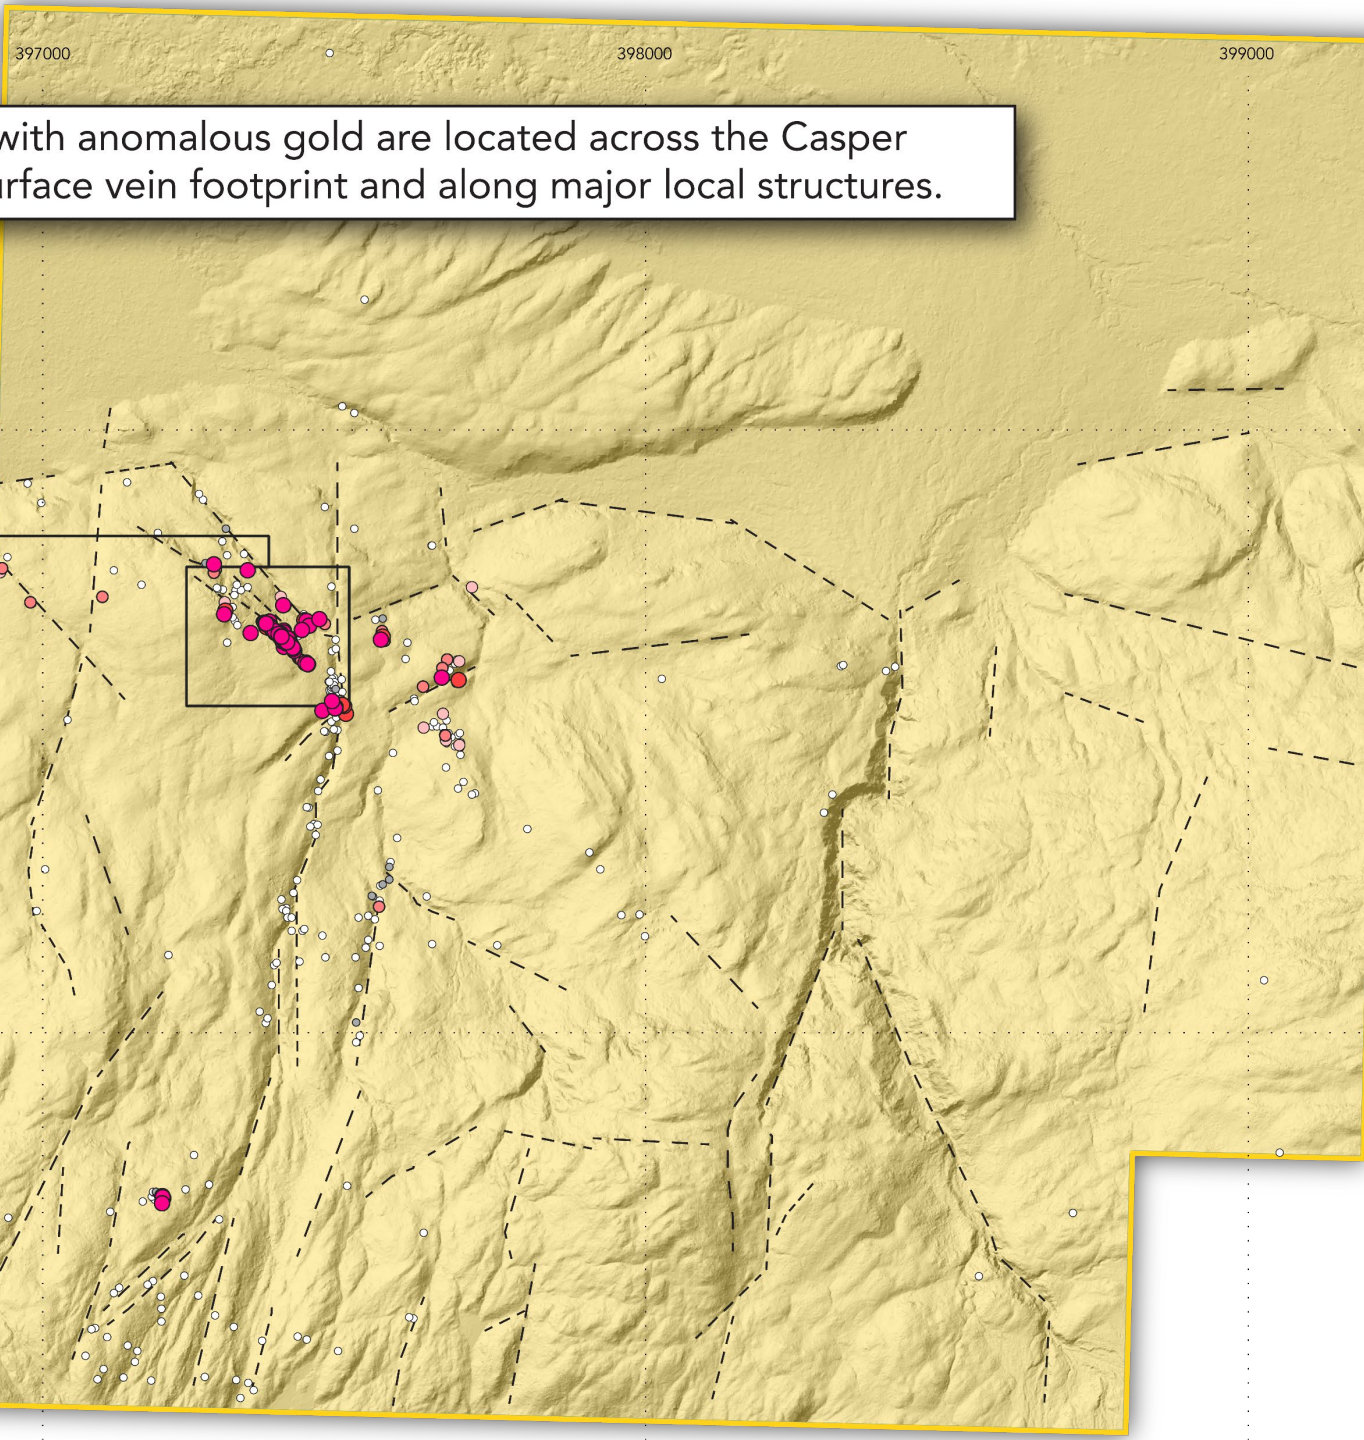 397000 398000 399000
with anomalous gold are located across the Casper
rface vein footprint and along major local structures.